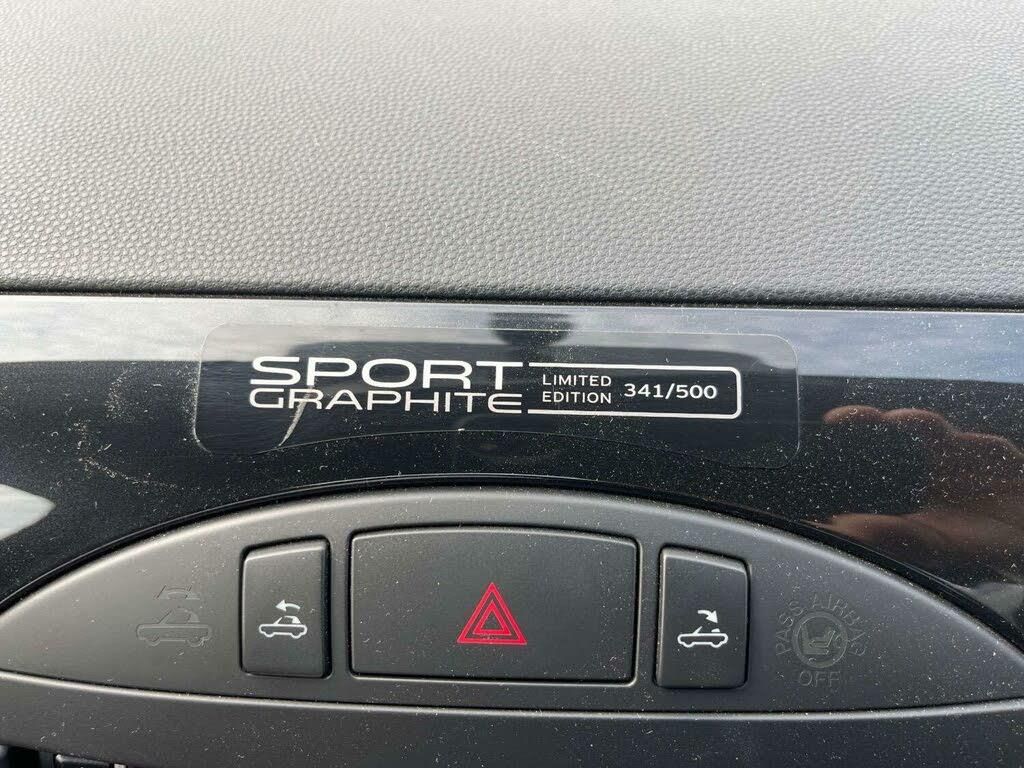 SPORT
GRAPHITE
LIMITED
EDITION
341/500
PASS AIRBAG
OFF